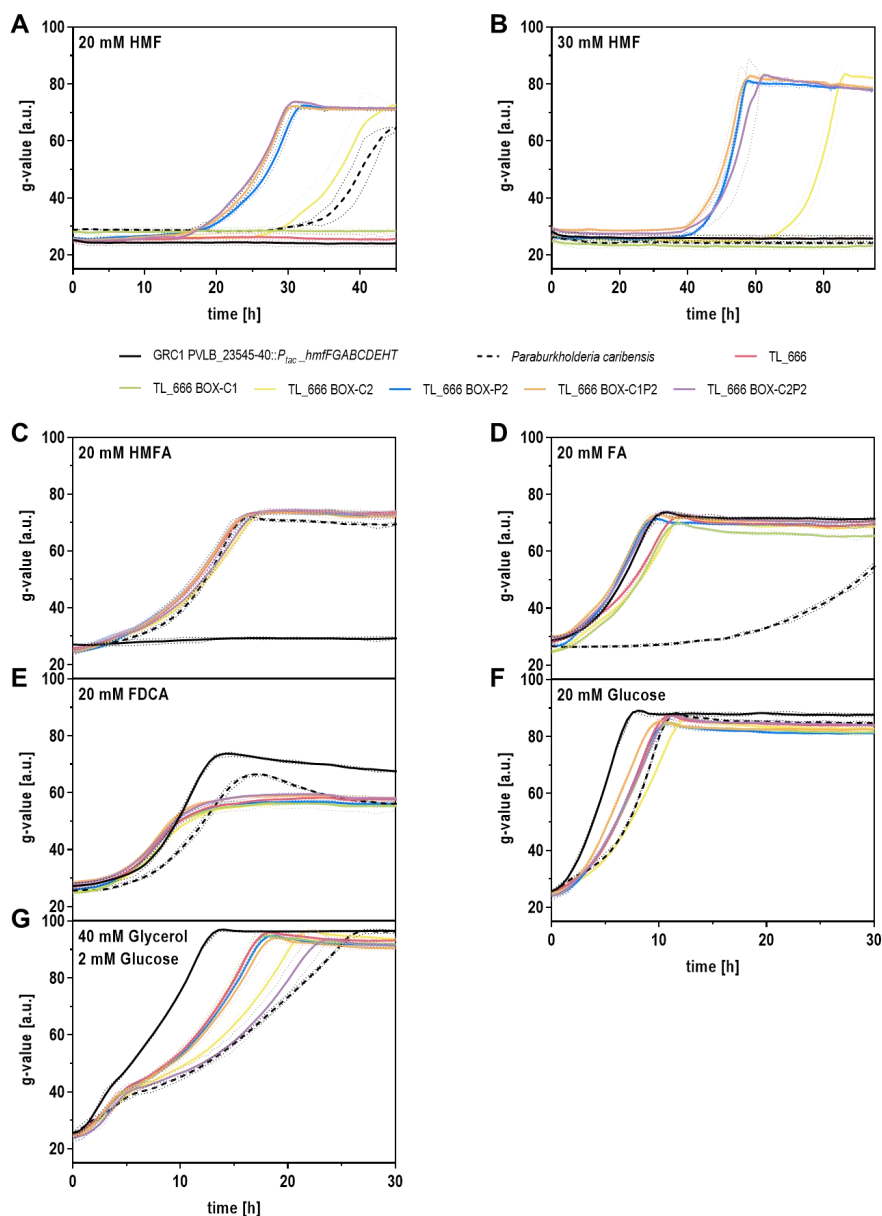 A
20 mM HMF
g-value [a.u.]
100
80
60
40
20
0
10
20
30
40
time [h]
B
30 mM HMF
g-value [a.u.]
100
80
60
40
20
0
20
40
60
80
time [h]
GRC1 PVLB_23545-40::Ptac_hmfFGABCDEHT
Paraburkholderia caribensis
TL_666
TL_666 BOX-C1
TL_666 BOX-C2
TL_666 BOX-P2
TL_666 BOX-C1P2
TL_666 BOX-C2P2
C
20 mM HMFA
g-value [a.u.]
100
80
60
40
20
D
20 mM FA
g-value [a.u.]
100
80
60
40
20
E
20 mM FDCA
g-value [a.u.]
100
80
60
40
20
F
20 mM Glucose
g-value [a.u.]
100
80
60
40
20
0
10
20
30
time [h]
G
40 mM Glycerol
2 mM Glucose
g-value [a.u.]
100
80
60
40
20
0
10
20
30
time [h]